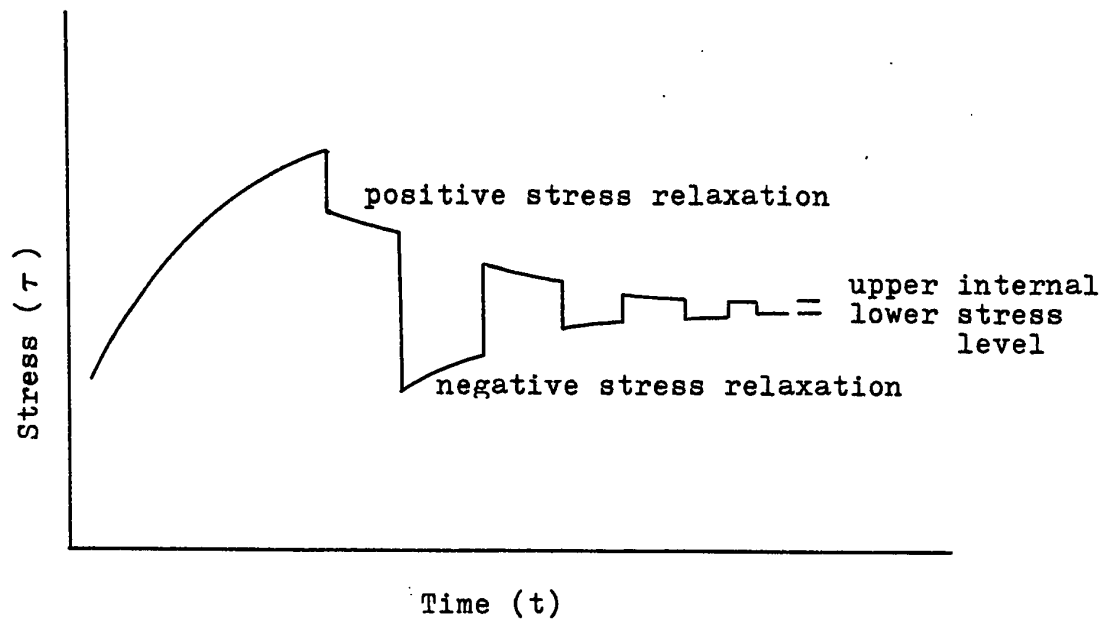 Stress (τ)
positive stress relaxation
upper internal
lower stress
level
negative stress relaxation
Time (t)